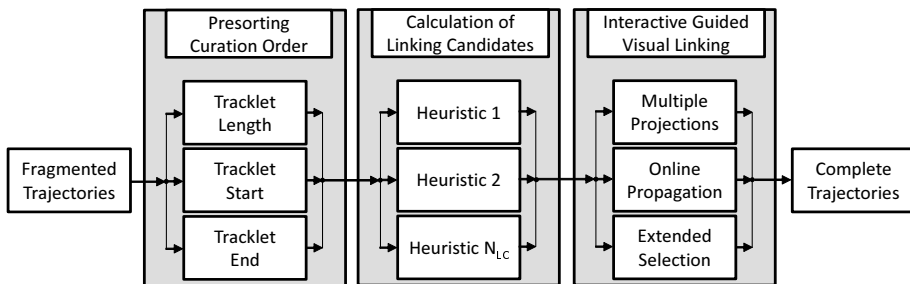 Presorting
Curation Order
Calculation of
Linking Candidates
Interactive Guided
Visual Linking
Fragmented
Trajectories
Tracklet
Length
Tracklet
Start
Tracklet
End
Heuristic 1
Heuristic 2
Heuristic N_LC
Multiple
Projections
Online
Propagation
Extended
Selection
Complete
Trajectories